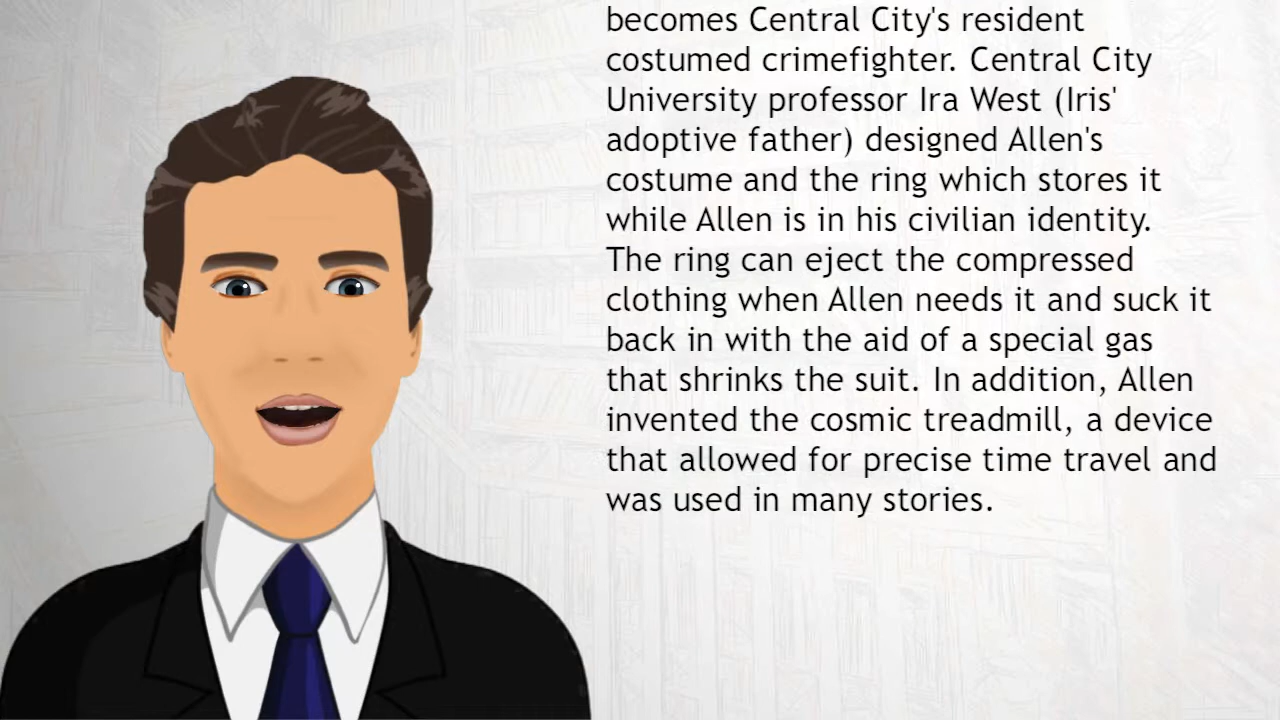 becomes Central City's resident
costumed crimefighter. Central City
University professor Ira West (Iris'
adoptive father) designed Allen's
costume and the ring which stores it
while Allen is in his civilian identity.
The ring can eject the compressed
clothing when Allen needs it and suck it
back in with the aid of a special gas
that shrinks the suit. In addition, Allen
invented the cosmic treadmill, a device
that allowed for precise time travel and
was used in many stories.